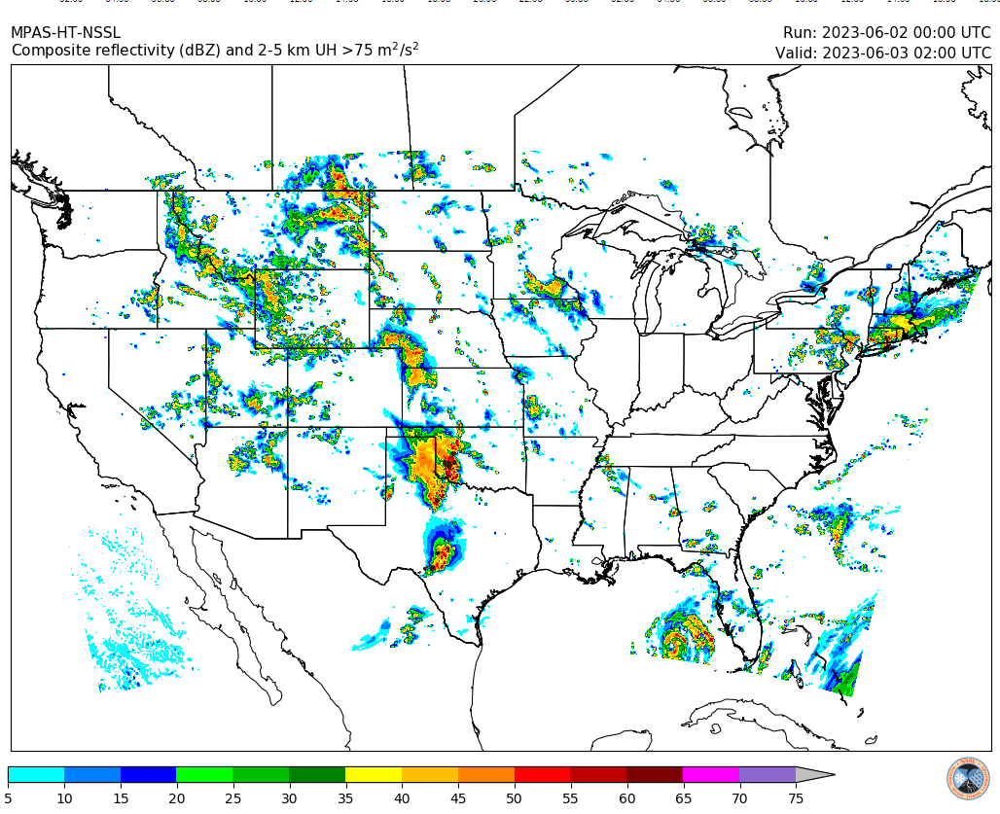 MPAS-HT-NSSL
Run: 2023-06-02 00:00 UTC
Composite reflectivity (dBZ) and 2-5 km UH >75 m²/s²
Valid: 2023-06-03 02:00 UTC
5 10 15 20 25 30 35 40 45 50 55 60 65 70 75